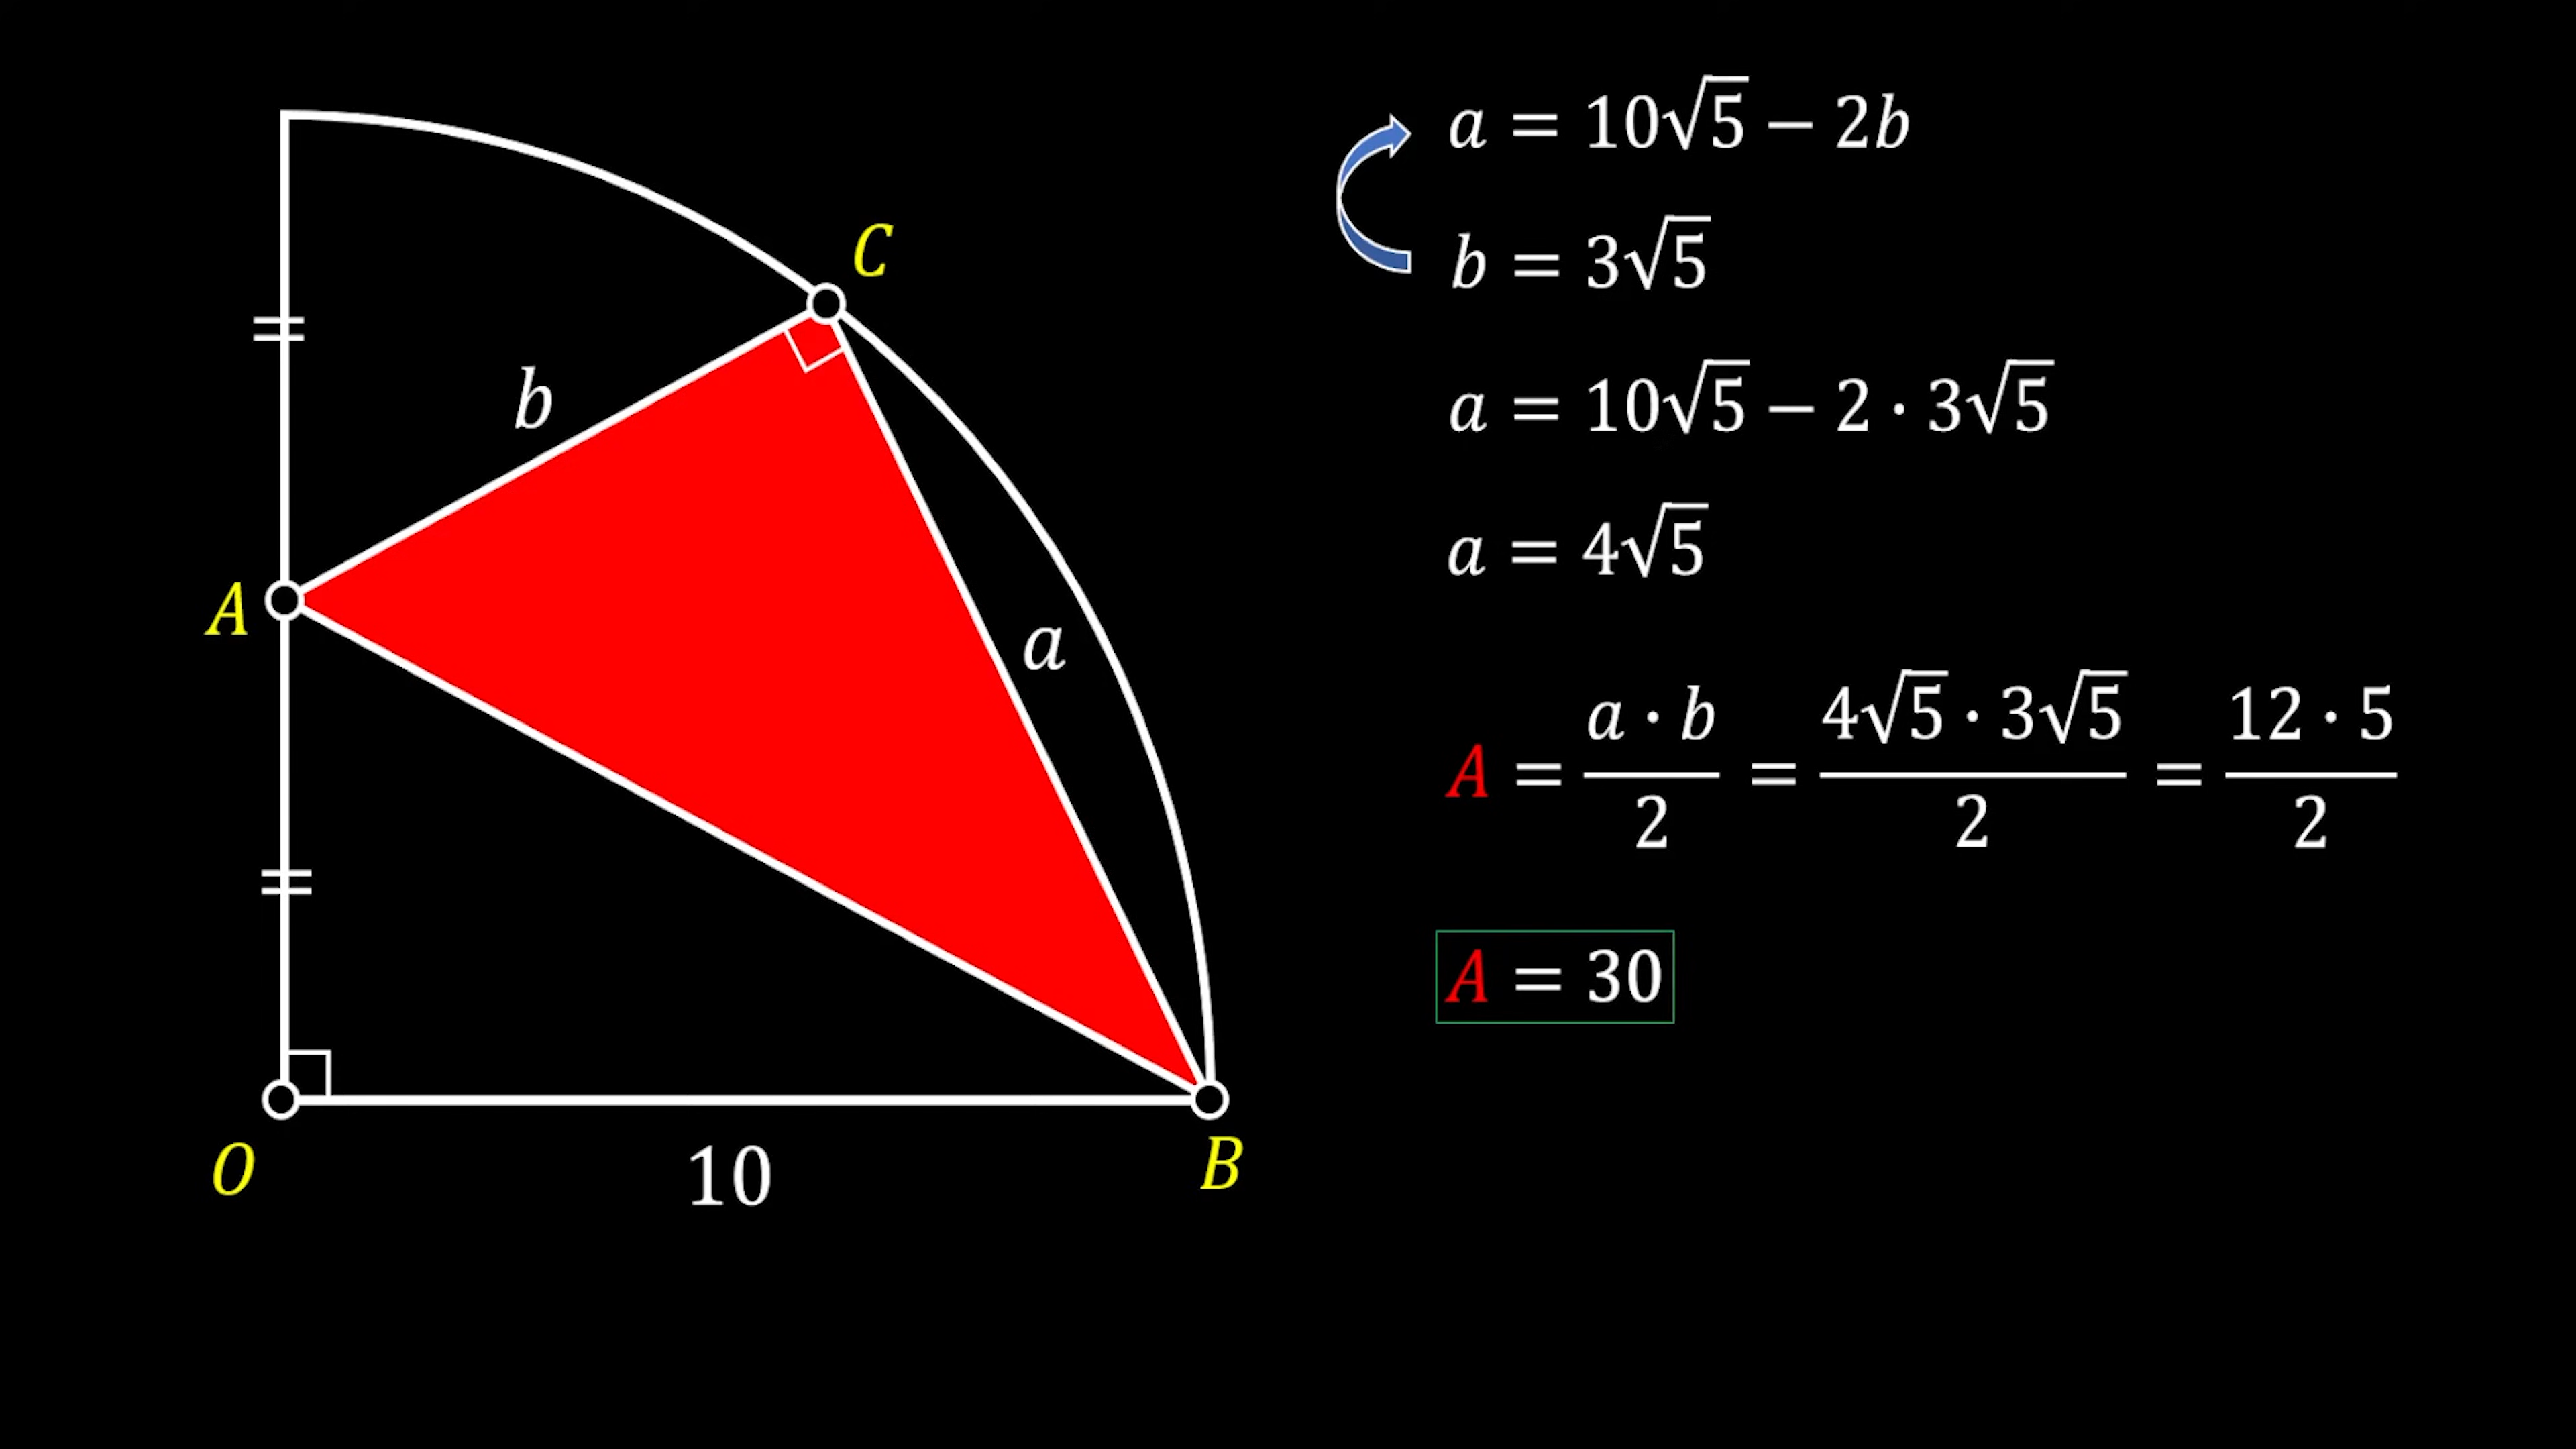 a = 10√5 − 2b
C
b = 3√5
b
a = 10√5 − 2 · 3√5
a = 4√5
A
a
A = a · b / 2 = 4√5 · 3√5 / 2 = 12 · 5 / 2
A = 30
O
10
B